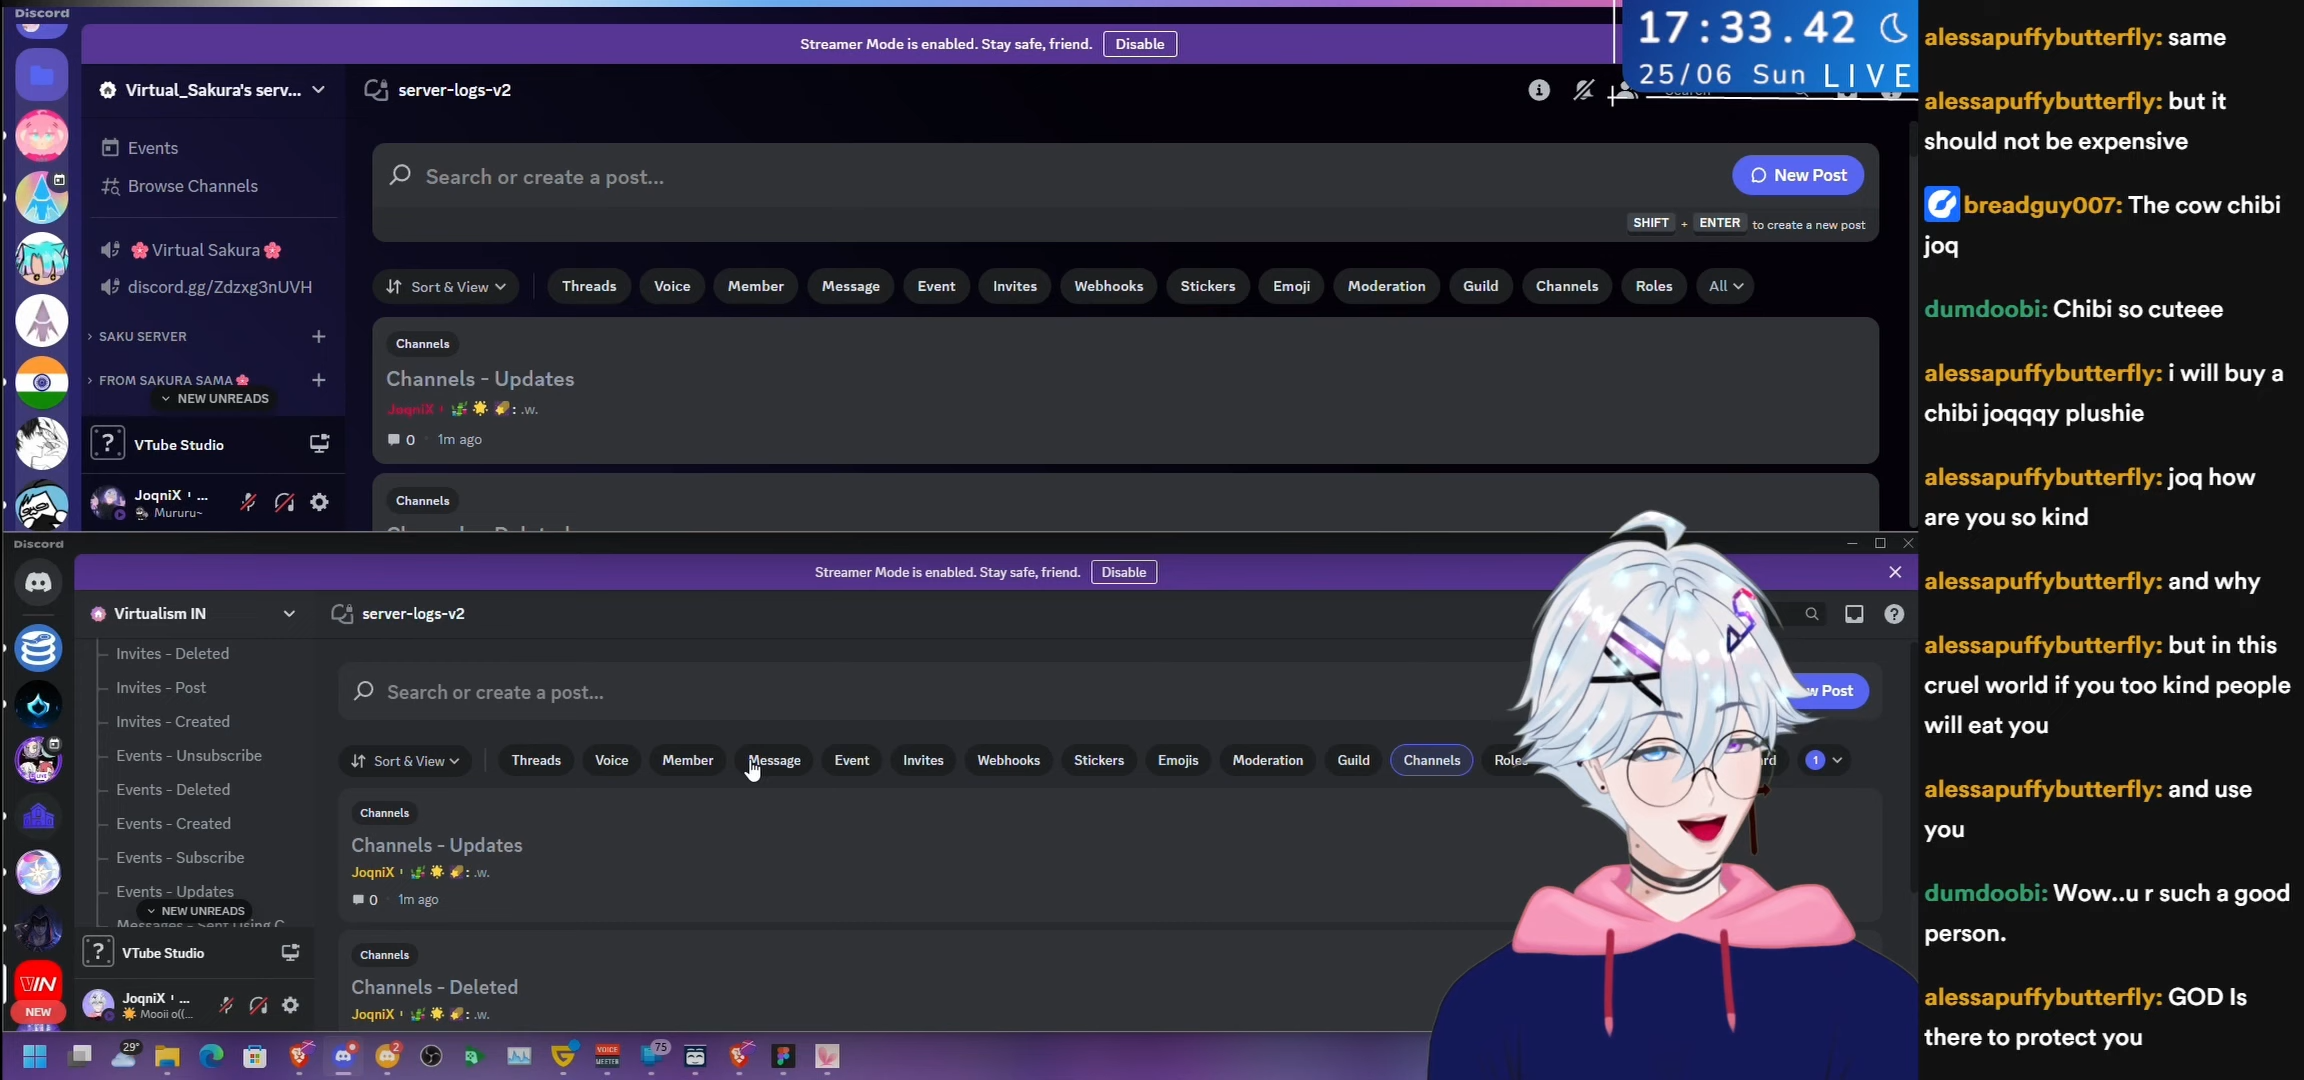 Discord
Streamer Mode is enabled. Stay safe, friend.
Disable
17:33.42
25/06 Sun LIVE
Virtual_Sakura's serv...
server-logs-v2
Events
Browse Channels
🌸Virtual Sakura🌸
discord.gg/Zdzxg3nUVH
SAKU SERVER
FROM SAKURA SAMA🌸
NEW UNREADS
VTube Studio
JoqniX ╵ ...
Mururu~
Search or create a post...
New Post
SHIFT + ENTER to create a new post
Sort & View
Threads
Voice
Member
Message
Event
Invites
Webhooks
Stickers
Emoji
Moderation
Guild
Channels
Roles
All
Channels
Channels - Updates
JoqniX ╵ : .w.
0 · 1m ago
Channels
Discord
Streamer Mode is enabled. Stay safe, friend.
Disable
Virtualism IN
server-logs-v2
Invites - Deleted
Invites - Post
Invites - Created
Events - Unsubscribe
Events - Deleted
Events - Created
Events - Subscribe
Events - Updates
NEW UNREADS
VTube Studio
JoqniX ╵ ...
Mooii o((...
VIN
NEW
Search or create a post...
w Post
Sort & View
Threads
Voice
Member
Message
Event
Invites
Webhooks
Stickers
Emojis
Moderation
Guild
Channels
Roles
1
Channels
Channels - Updates
JoqniX ╵ : .w.
0 · 1m ago
Channels
Channels - Deleted
JoqniX ╵ : .w.
29°
2
VOICE
MEETER
75
alessapuffybutterfly: same
alessapuffybutterfly: but it
should not be expensive
breadguy007: The cow chibi
joq
dumdoobi: Chibi so cuteee
alessapuffybutterfly: i will buy a
chibi joqqqy plushie
alessapuffybutterfly: joq how
are you so kind
alessapuffybutterfly: and why
alessapuffybutterfly: but in this
cruel world if you too kind people
will eat you
alessapuffybutterfly: and use
you
dumdoobi: Wow..u r such a good
person.
alessapuffybutterfly: GOD Is
there to protect you